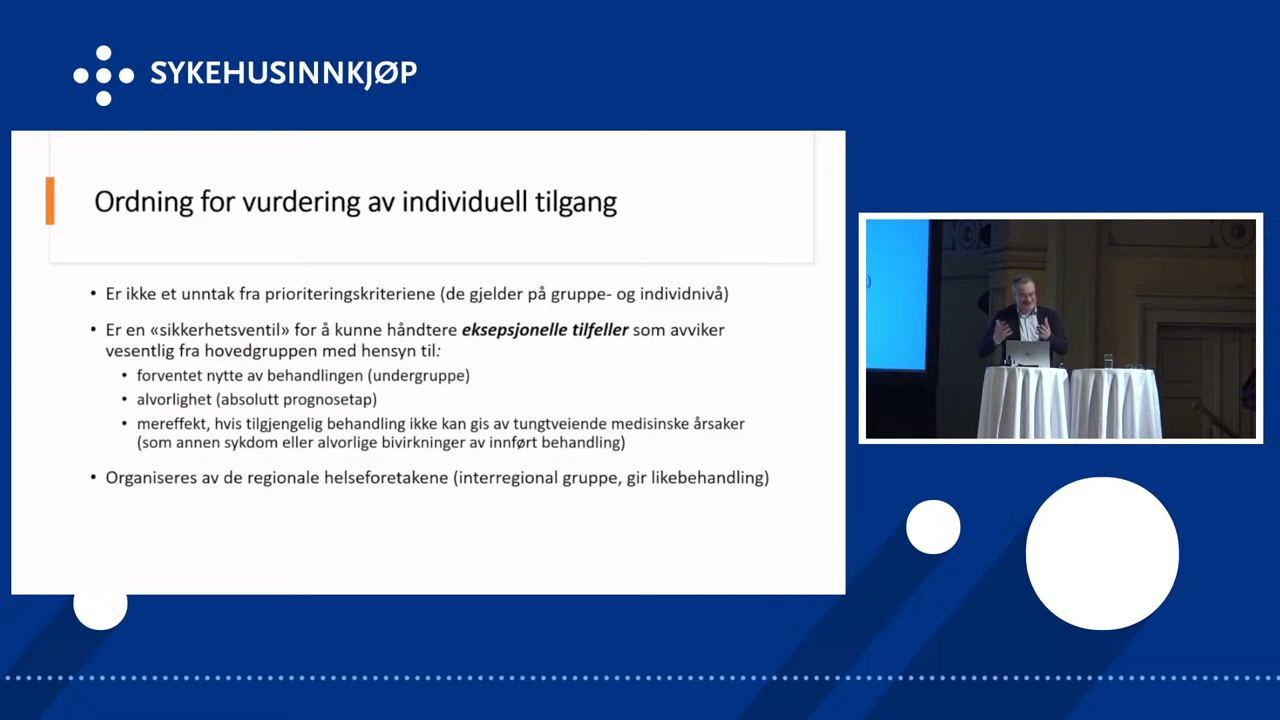 SYKEHUSINNKJØP
Ordning for vurdering av individuell tilgang
• Er ikke et unntak fra prioriteringskriteriene (de gjelder på gruppe- og individnivå)
• Er en «sikkerhetsventil» for å kunne håndtere eksepsjonelle tilfeller som avviker
vesentlig fra hovedgruppen med hensyn til:
• forventet nytte av behandlingen (undergruppe)
• alvorlighet (absolutt prognosetap)
• mereffekt, hvis tilgjengelig behandling ikke kan gis av tungtveiende medisinske årsaker
(som annen sykdom eller alvorlige bivirkninger av innført behandling)
• Organiseres av de regionale helseforetakene (interregional gruppe, gir likebehandling)